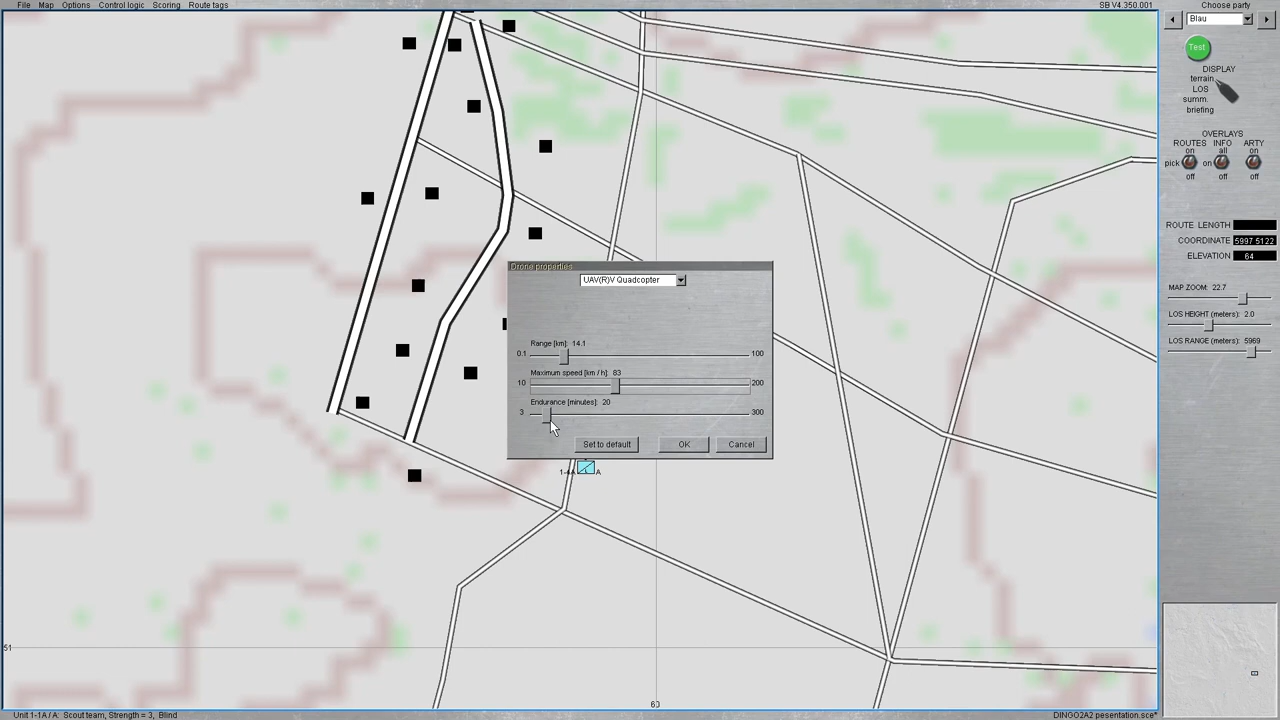 File Map Options Control logic Scoring Route tags
SB V4.350.001
Choose party
Blau
Test
DISPLAY
terrain
LOS
summ.
briefing
OVERLAYS
ROUTES INFO ARTY
on all on
pick on
off off off
ROUTE LENGTH
COORDINATE 5997 5122
ELEVATION 64
MAP ZOOM: 22.7
LOS HEIGHT (meters): 2.0
LOS RANGE (meters): 5969
Drone properties
UAV(R)V Quadcopter
Range [km]: 14.1
0.1 100
Maximum speed [km / h]: 83
10 200
Endurance [minutes]: 20
3 300
Set to default OK Cancel
A
51
60
Unit 1-1A / A: Scout team, Strength = 3, Blind
DINGO2A2 pesentation.sce*